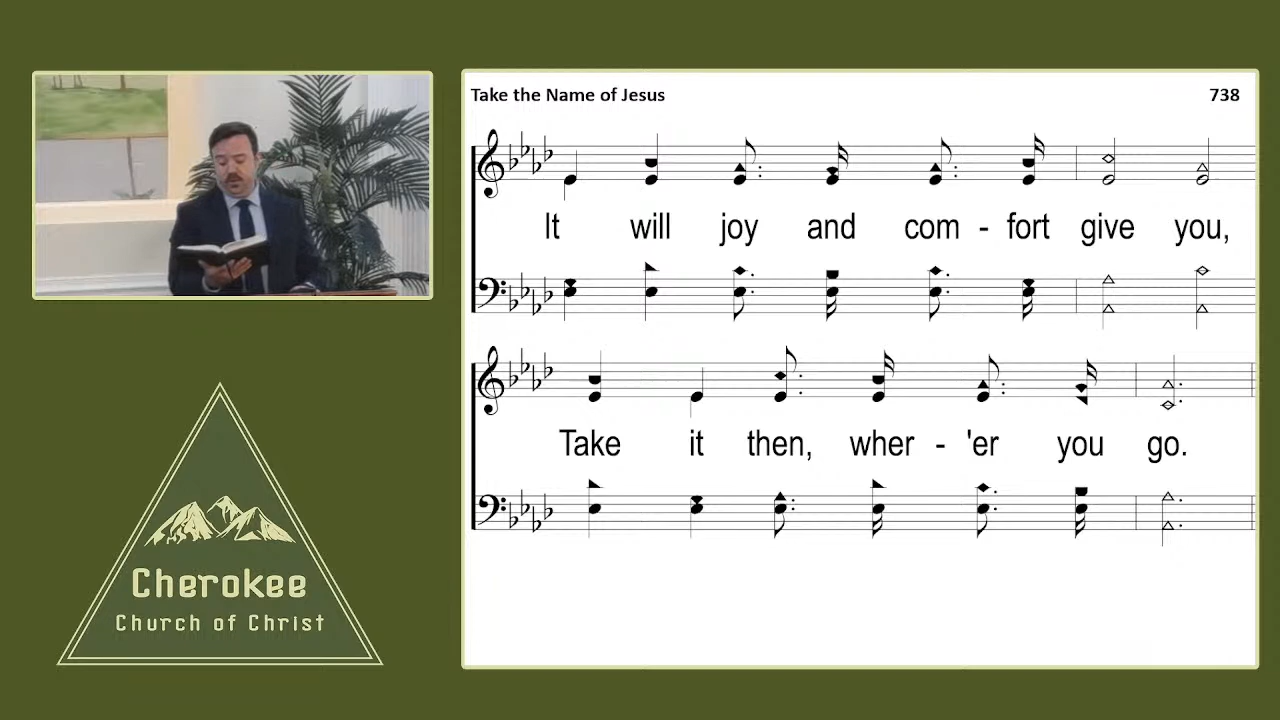 Take the Name of Jesus 738
It will joy and com - fort give you,
Take it then, wher - 'er you go.
Cherokee
Church of Christ